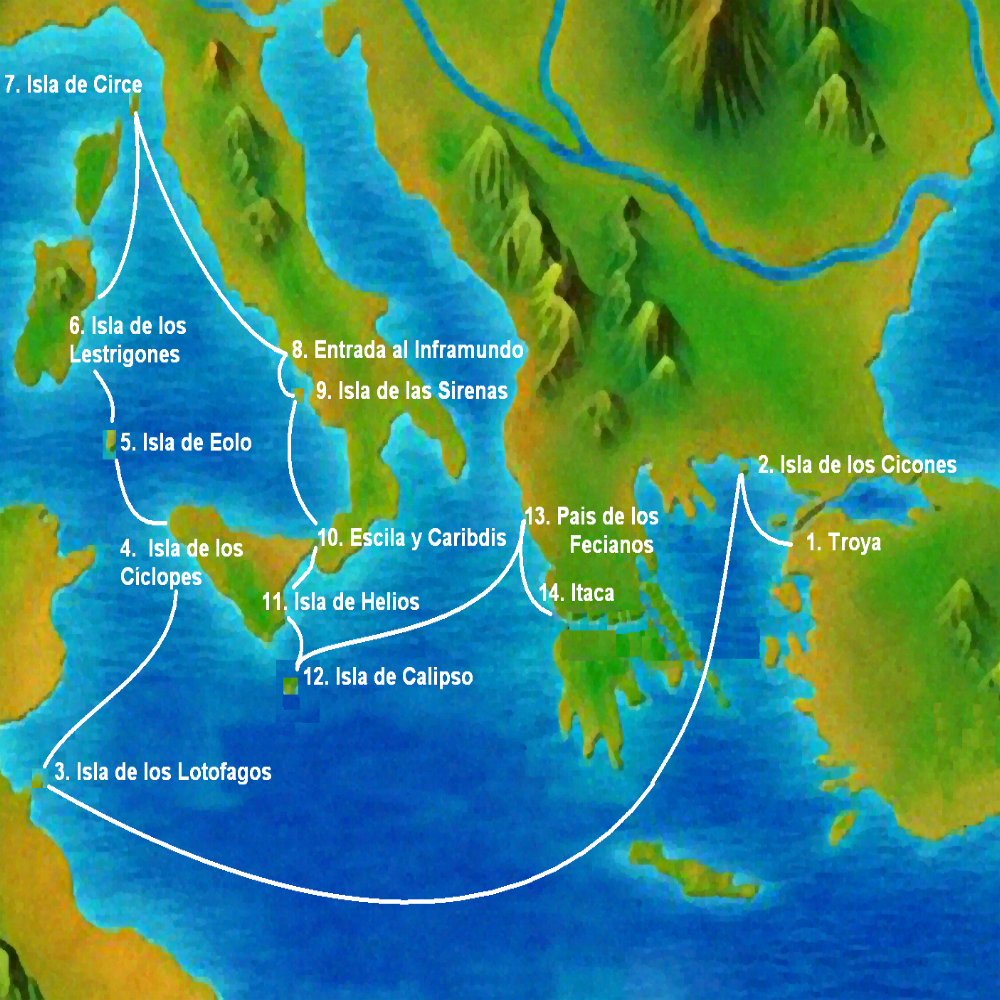 7. Isla de Circe
6. Isla de los
Lestrigones
8. Entrada al Inframundo
9. Isla de las Sirenas
5. Isla de Eolo
2. Isla de los Cicones
13. Pais de los
Fecianos
10. Escila y Caribdis
1. Troya
4. Isla de los
Ciclopes
14. Itaca
11. Isla de Helios
12. Isla de Calipso
3. Isla de los Lotofagos